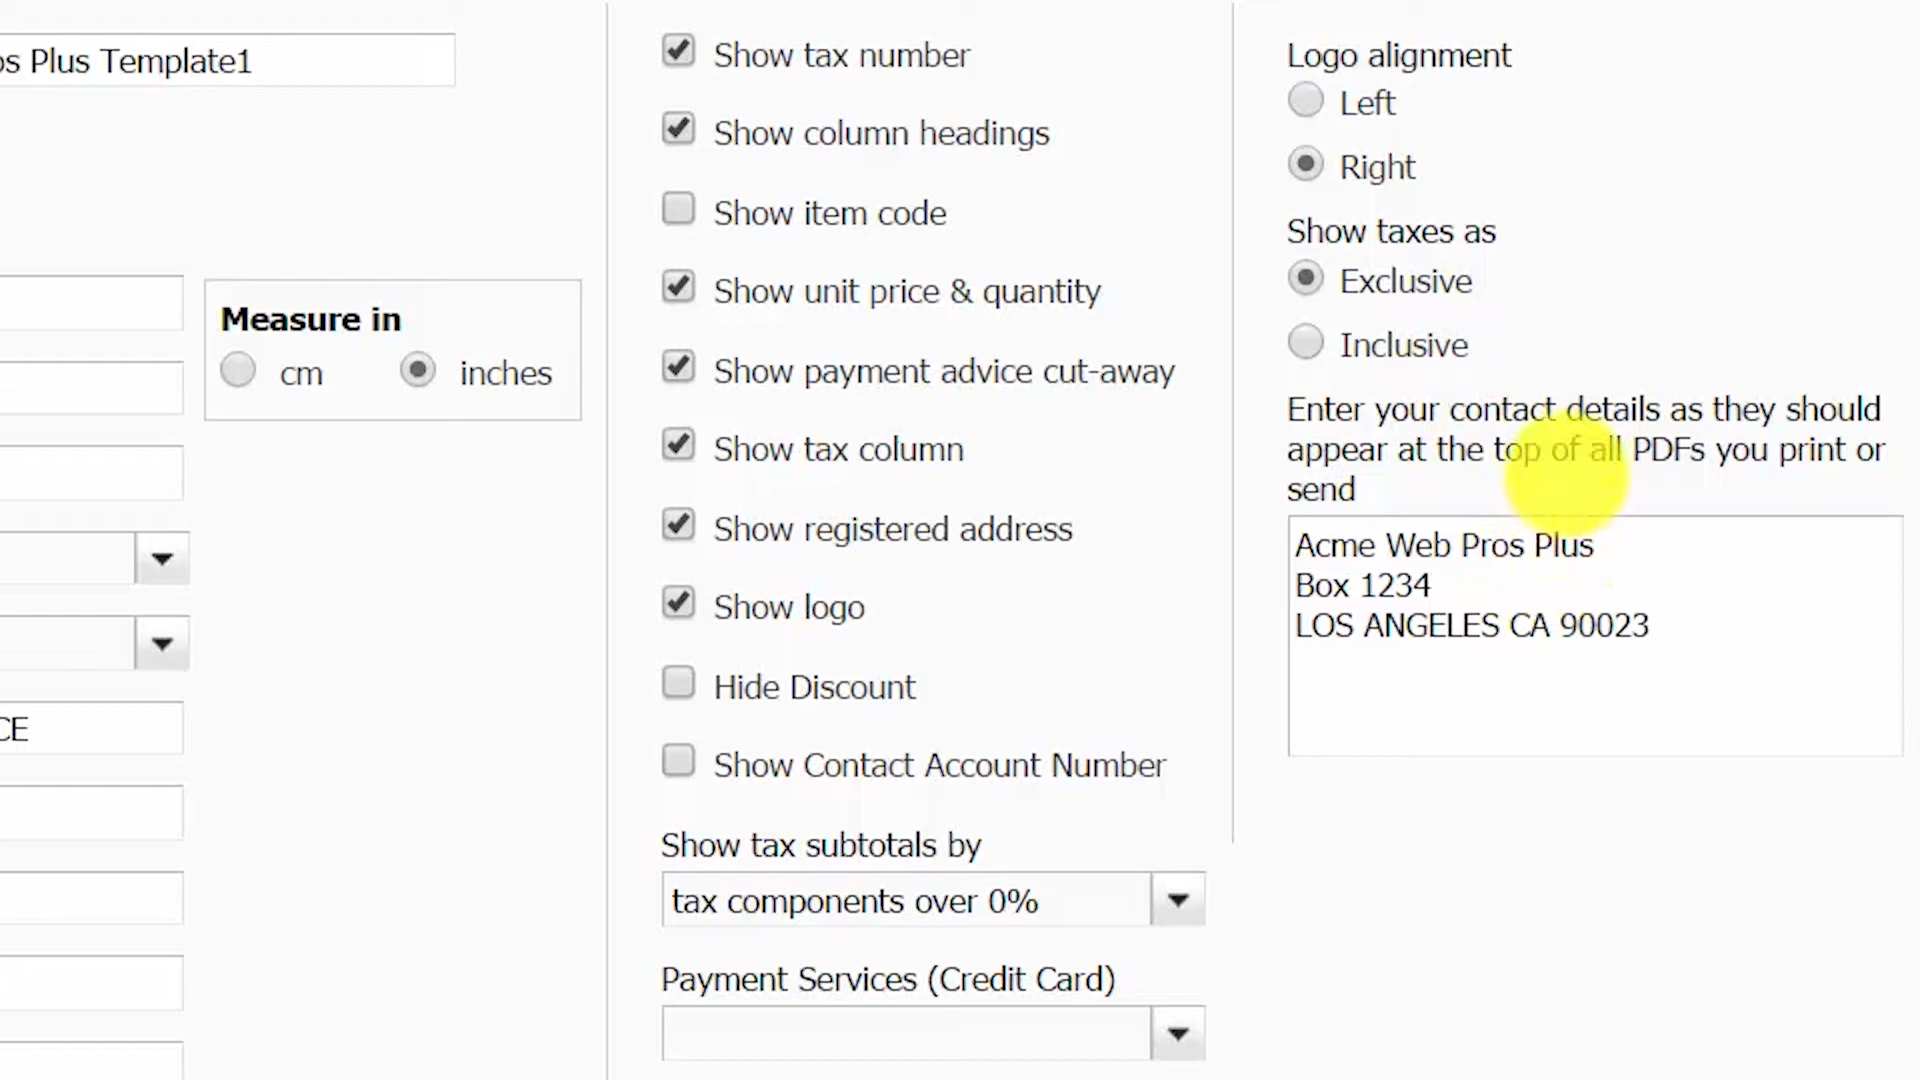 os Plus Template1
Measure in
cm
inches
CE
Show tax number
Show column headings
Show item code
Show unit price & quantity
Show payment advice cut-away
Show tax column
Show registered address
Show logo
Hide Discount
Show Contact Account Number
Show tax subtotals by
tax components over 0%
Payment Services (Credit Card)
Logo alignment
Left
Right
Show taxes as
Exclusive
Inclusive
Enter your contact details as they should
appear at the top of all PDFs you print or
send
Acme Web Pros Plus
Box 1234
LOS ANGELES CA 90023